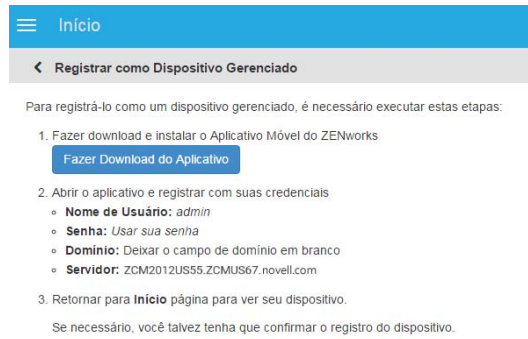 Início
Registrar como Dispositivo Gerenciado
Para registrá-lo como um dispositivo gerenciado, é necessário executar estas etapas:
1. Fazer download e instalar o Aplicativo Móvel do ZENworks
Fazer Download do Aplicativo
2. Abrir o aplicativo e registrar com suas credenciais
Nome de Usuário: admin
Senha: Usar sua senha
Domínio: Deixar o campo de domínio em branco
Servidor: ZCM2012US55.ZCMUS67.novell.com
3. Retornar para Início página para ver seu dispositivo.
Se necessário, você talvez tenha que confirmar o registro do dispositivo.